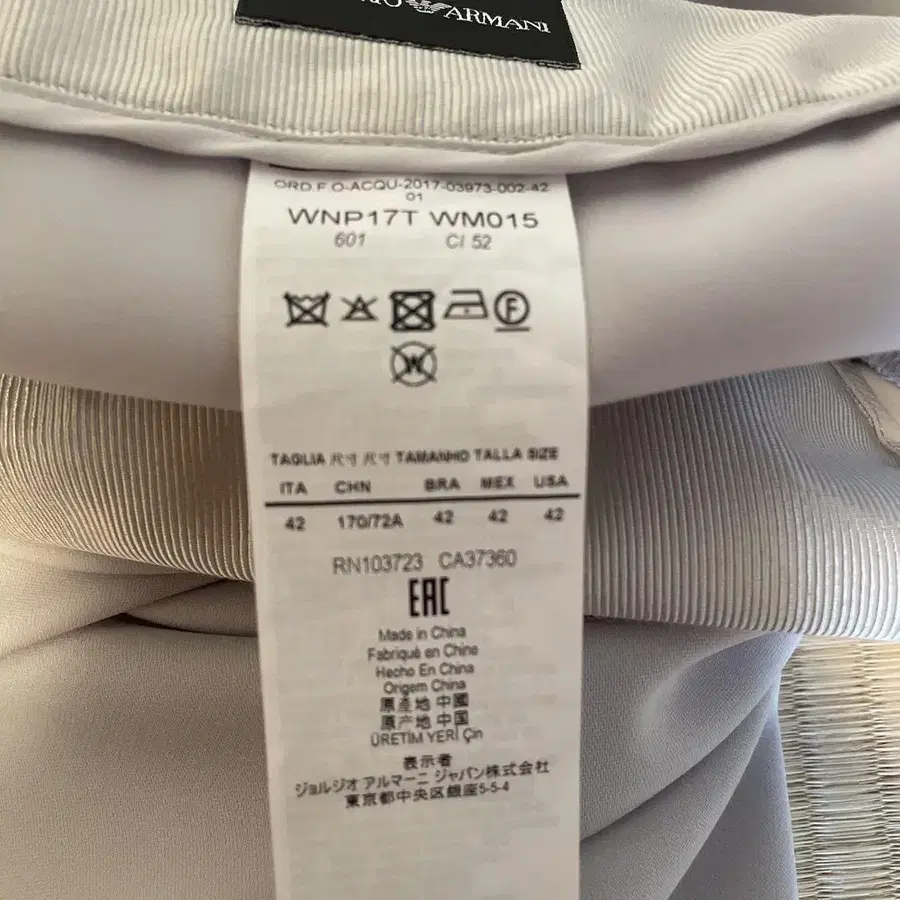 ARMANI
ORD.F.O-ACQU-2017-03973-002-42
01
WNP17T WM015
601 C/ 52
F
W
TAGLIA 尺寸 尺寸 TAMANHO TALLA SIZE
ITA CHN BRA MEX USA
42 170/72A 42 42 42
RN103723 CA37360
EAC
Made in China
Fabriqué en Chine
Hecho En China
Origem China
原產地 中國
原产地 中国
ÜRETİM YERİ Çin
表示者
ジョルジオ アルマーニ ジャパン株式会社
東京都中央区銀座5-5-4